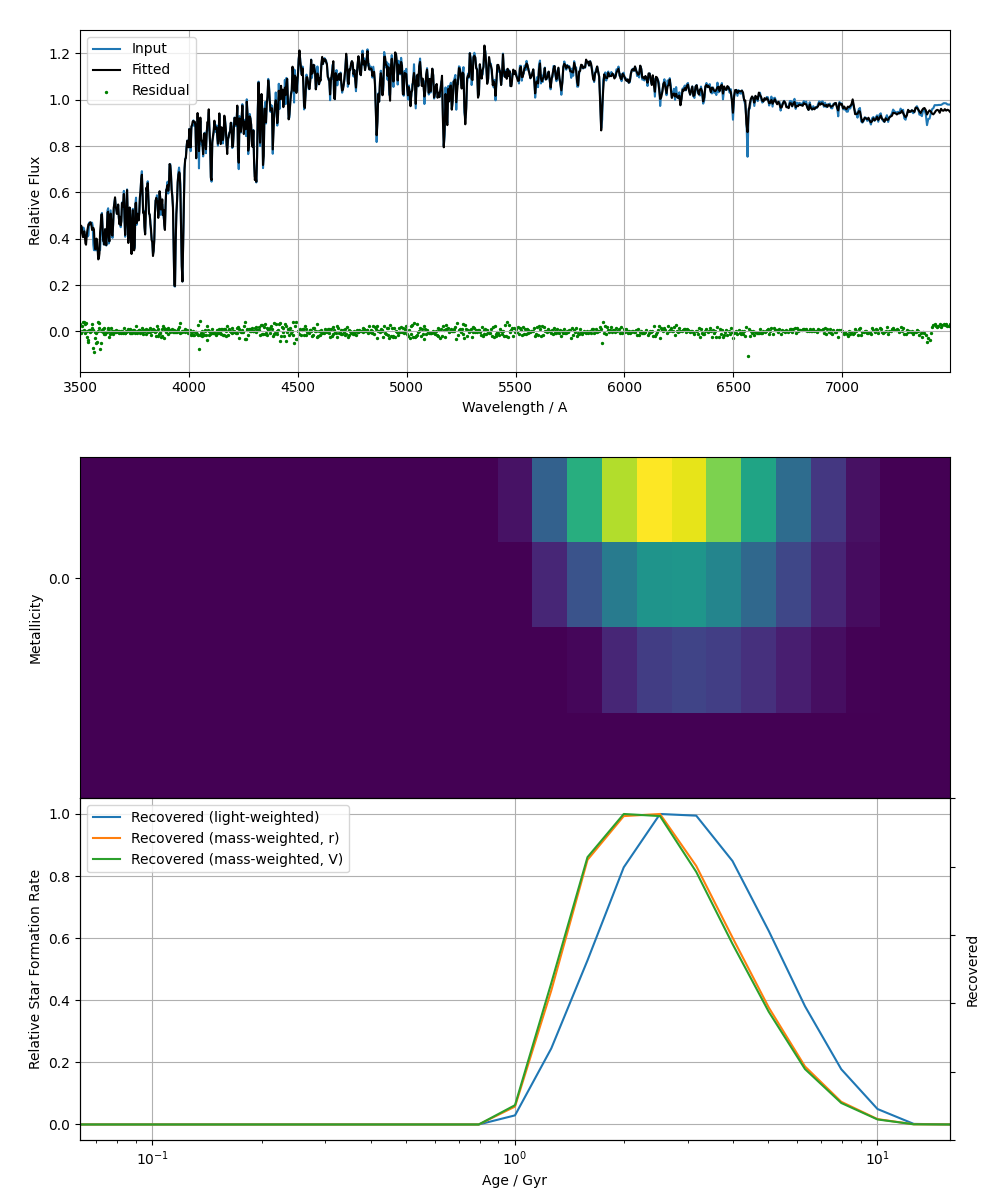 Input
Fitted
Residual
1.2
1.0
0.8
0.6
0.4
0.2
0.0
Relative Flux
3500 4000 4500 5000 5500 6000 6500 7000
Wavelength / A
0.0
Metallicity
Recovered (light-weighted)
Recovered (mass-weighted, r)
Recovered (mass-weighted, V)
1.0
0.8
0.6
0.4
0.2
0.0
Relative Star Formation Rate
Recovered
10⁻¹ 10⁰ 10¹
Age / Gyr